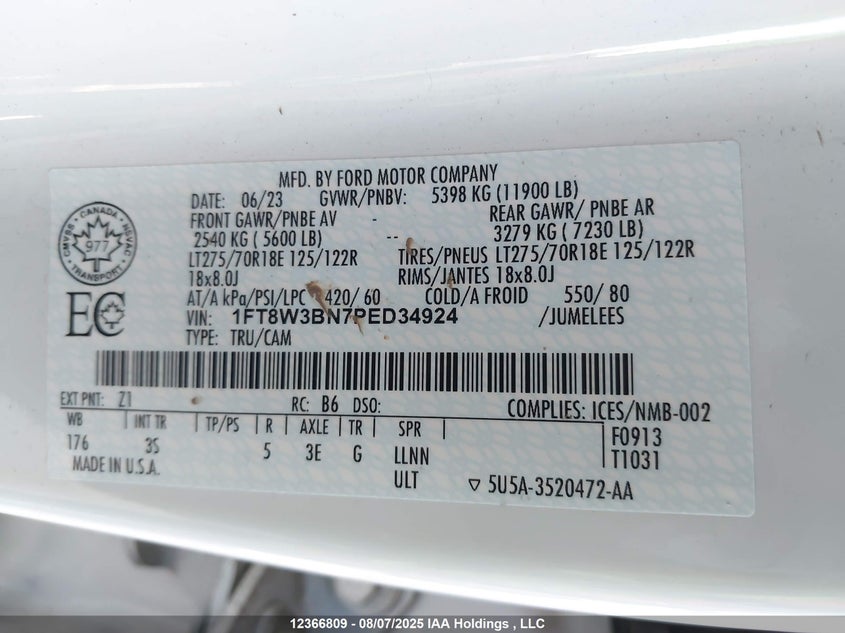 MFD. BY FORD MOTOR COMPANY
DATE: 06/23 GVWR/PNBV: 5398 KG (11900 LB)
FRONT GAWR/PNBE AV - REAR GAWR/ PNBE AR
2540 KG ( 5600 LB) -- 3279 KG ( 7230 LB)
LT275/70R18E 125/122R TIRES/PNEUS LT275/70R18E 125/122R
18x8.0J RIMS/JANTES 18x8.0J
AT/A kPa/PSI/LPC 420/ 60 COLD/A FROID 550/ 80
VIN: 1FT8W3BN7PED34924 /JUMELEES
TYPE: TRU/CAM
CANADA
CMVSS NSVAC
977
TRANSPORT
EC
EXT PNT: Z1 RC: B6 DSO: COMPLIES: ICES/NMB-002
WB INT TR TP/PS R AXLE TR SPR F0913
176 3S 5 3E G LLNN T1031
MADE IN U.S.A. ULT ▽ 5U5A-3520472-AA
12366809 - 08/07/2025 IAA Holdings , LLC